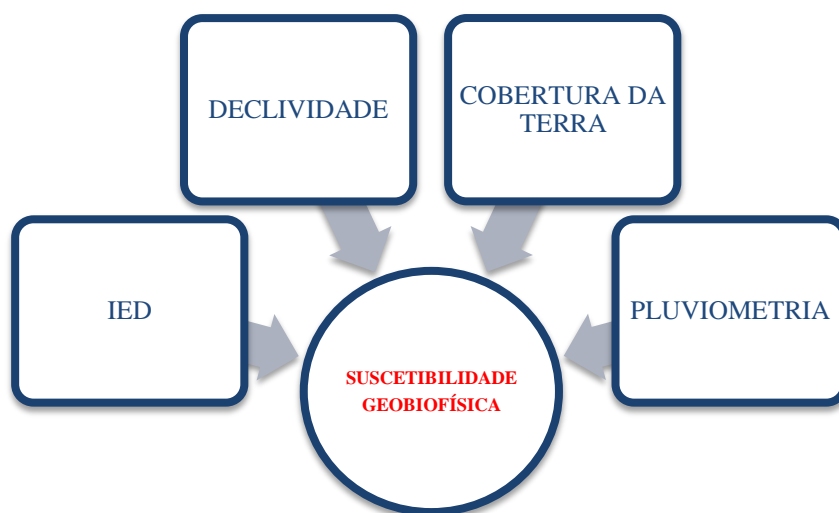 DECLIVIDADE
COBERTURA DA
TERRA
IED
PLUVIOMETRIA
SUSCETIBILIDADE
GEOBIOFÍSICA